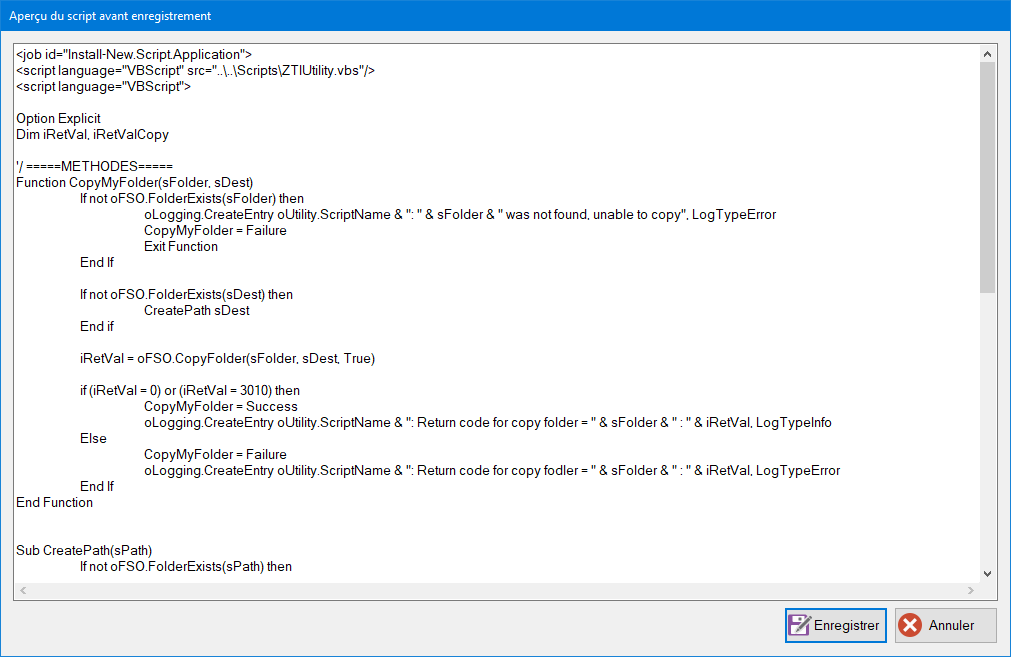 Aperçu du script avant enregistrement
<job id="Install-New.Script.Application">
<script language="VBScript" src="..\..\Scripts\ZTIUtility.vbs"/>
<script language="VBScript">
Option Explicit
Dim iRetVal, iRetValCopy
'/ =====METHODES=====
Function CopyMyFolder(sFolder, sDest)
If not oFSO.FolderExists(sFolder) then
oLogging.CreateEntry oUtility.ScriptName & ": " & sFolder & " was not found, unable to copy", LogTypeError
CopyMyFolder = Failure
Exit Function
End If
If not oFSO.FolderExists(sDest) then
CreatePath sDest
End if
iRetVal = oFSO.CopyFolder(sFolder, sDest, True)
if (iRetVal = 0) or (iRetVal = 3010) then
CopyMyFolder = Success
oLogging.CreateEntry oUtility.ScriptName & ": Return code for copy folder = " & sFolder & " : " & iRetVal, LogTypeInfo
Else
CopyMyFolder = Failure
oLogging.CreateEntry oUtility.ScriptName & ": Return code for copy fodler = " & sFolder & " : " & iRetVal, LogTypeError
End If
End Function
Sub CreatePath(sPath)
If not oFSO.FolderExists(sPath) then
Enregistrer
Annuler